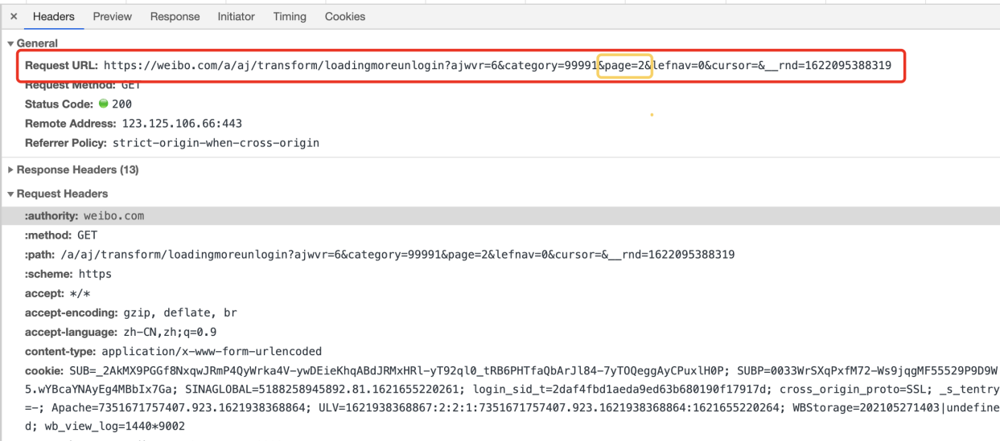 × Headers Preview Response Initiator Timing Cookies
▼ General
Request URL: https://weibo.com/a/aj/transform/loadingmoreunlogin?ajwvr=6&category=99991&page=2&lefnav=0&cursor=&__rnd=1622095388319
Request Method: GET
Status Code: 200
Remote Address: 123.125.106.66:443
Referrer Policy: strict-origin-when-cross-origin
▶ Response Headers (13)
▼ Request Headers
:authority: weibo.com
:method: GET
:path: /a/aj/transform/loadingmoreunlogin?ajwvr=6&category=99991&page=2&lefnav=0&cursor=&__rnd=1622095388319
:scheme: https
accept: */*
accept-encoding: gzip, deflate, br
accept-language: zh-CN,zh;q=0.9
content-type: application/x-www-form-urlencoded
cookie: SUB=_2AkMX9PGGf8NxqwJRmP4QyWrka4V-ywDEieKhqABdJRMxHRl-yT92ql0_tRB6PHTfaQbArJl84-7yTOQeggAyCPuxlH0P; SUBP=0033WrSXqPxfM72-Ws9jqgMF55529P9D9W
5.wYBcaYNAyEg4MBbIx7Ga; SINAGLOBAL=5188258945892.81.1621655220261; login_sid_t=2daf4fbd1aeda9ed63b680190f17917d; cross_origin_proto=SSL; _s_tentry
=-; Apache=7351671757407.923.1621938368864; ULV=1621938368867:2:2:1:7351671757407.923.1621938368864:1621655220264; WBStorage=202105271403|undefine
d; wb_view_log=1440*9002